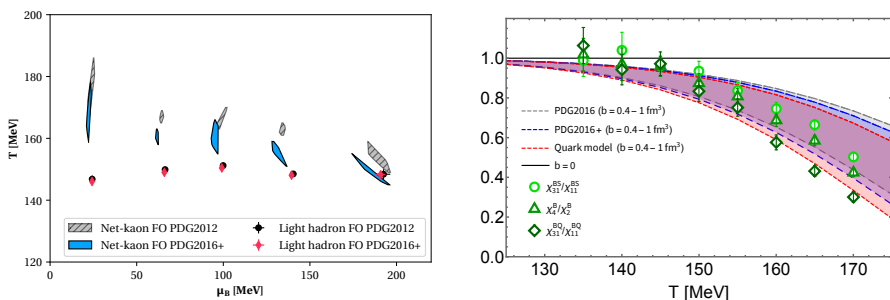 200
180
160
140
120
T [MeV]
0
50
100
150
200
μB [MeV]
Net-kaon FO PDG2012
Net-kaon FO PDG2016+
Light hadron FO PDG2012
Light hadron FO PDG2016+
1.0
0.8
0.6
0.4
0.2
0.0
PDG2016 (b = 0.4 – 1 fm³)
PDG2016+ (b = 0.4 – 1 fm³)
Quark model (b = 0.4 – 1 fm³)
b = 0
χ₃₁ᴮˢ/χ₁₁ᴮˢ
χ₄ᴮ/χ₂ᴮ
χ₃₁ᴮQ/χ₁₁ᴮQ
130
140
150
160
170
T [MeV]